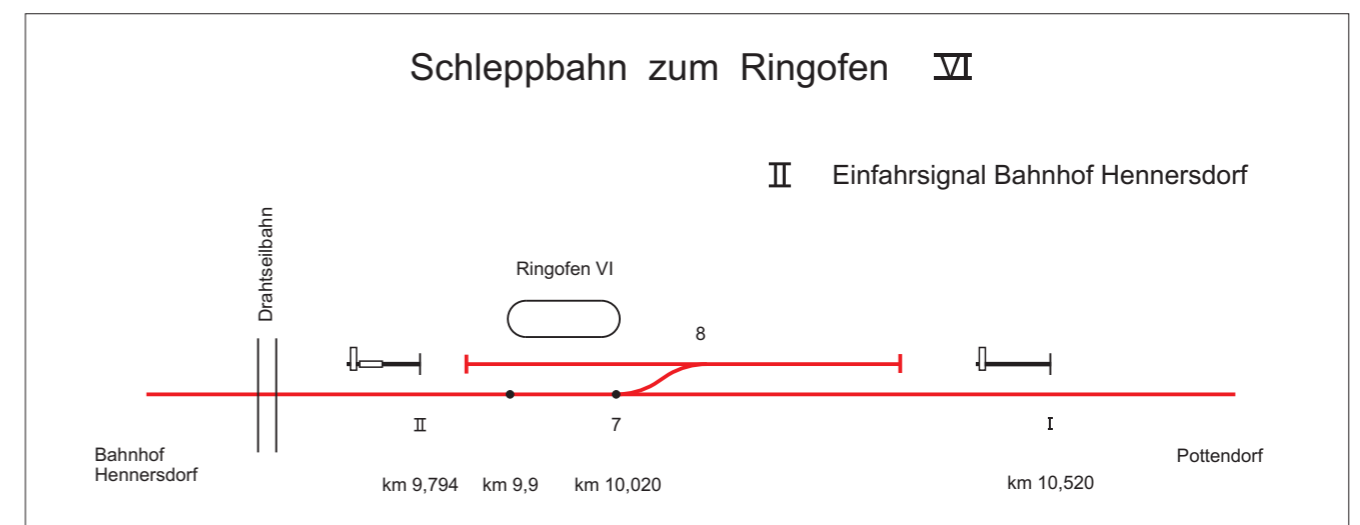 Schleppbahn zum Ringofen VI
II Einfahrsignal Bahnhof Hennersdorf
Drahtseilbahn
Ringofen VI
8
II
7
I
Bahnhof
Hennersdorf
Pottendorf
km 9,794 km 9,9 km 10,020 km 10,520